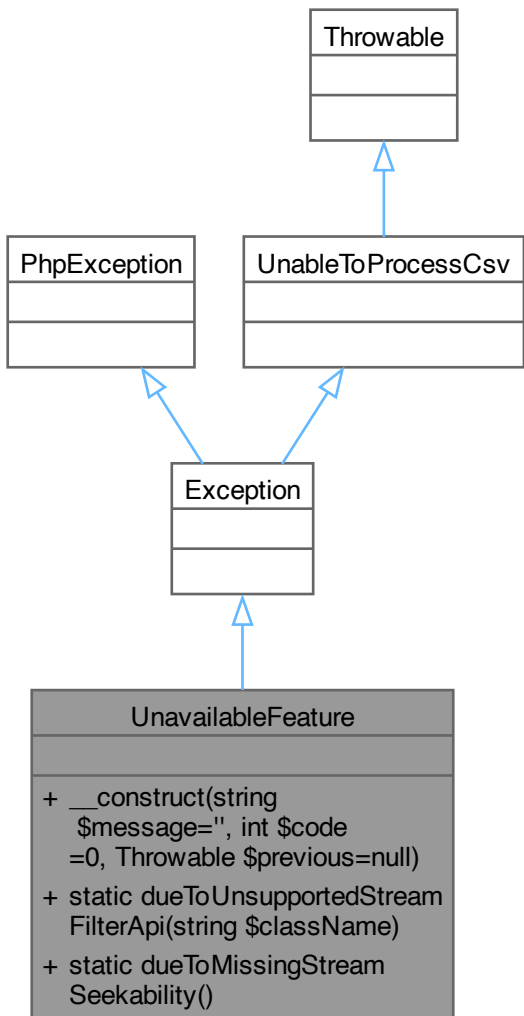 Throwable
PhpException
UnableToProcessCsv
Exception
UnavailableFeature
+ __construct(string
$message='', int $code
=0, Throwable $previous=null)
+ static dueToUnsupportedStream
FilterApi(string $className)
+ static dueToMissingStream
Seekability()